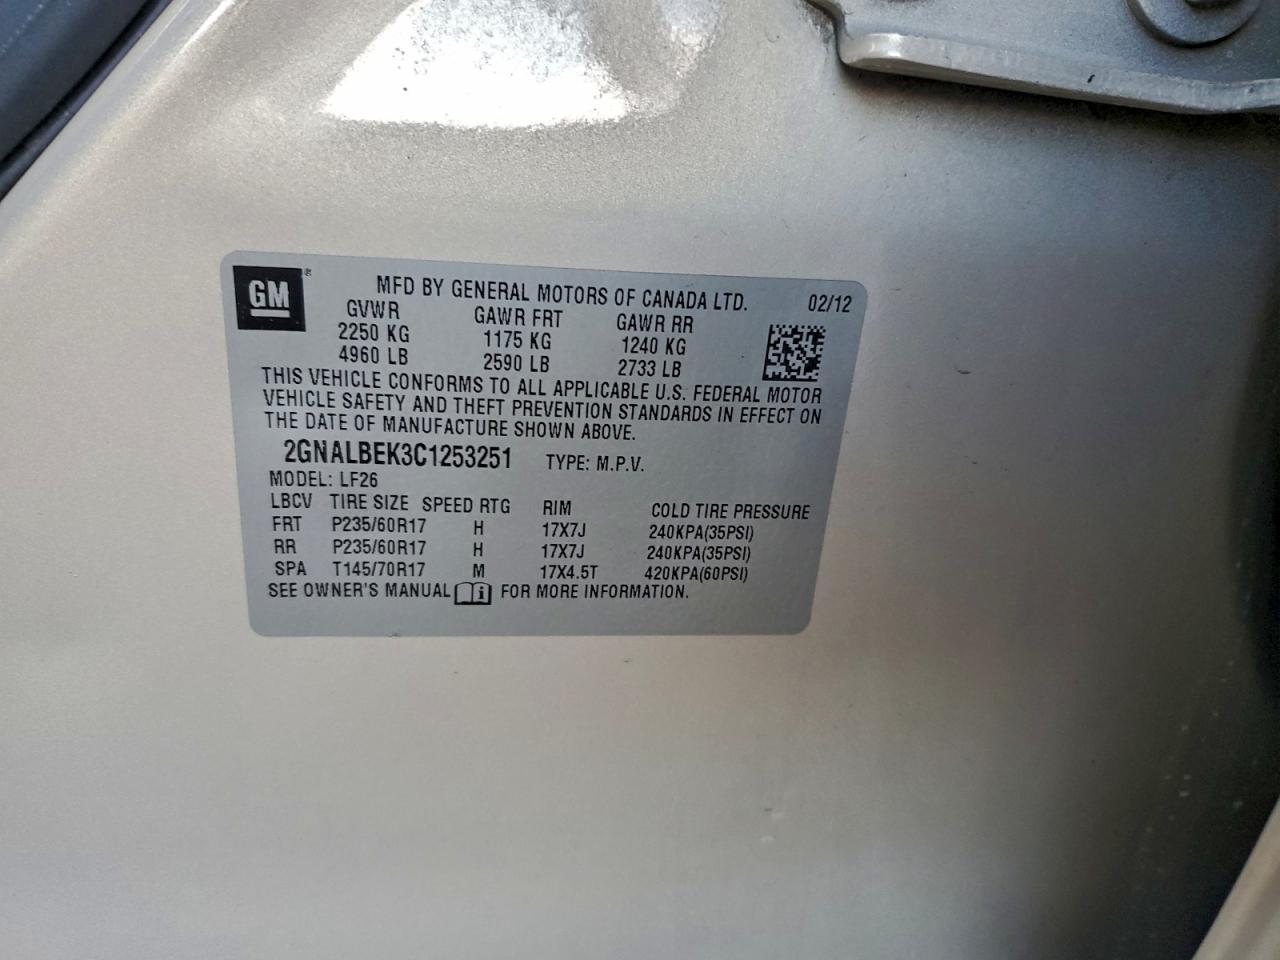 GM® MFD BY GENERAL MOTORS OF CANADA LTD. 02/12
GVWR GAWR FRT GAWR RR
2250 KG 1175 KG 1240 KG
4960 LB 2590 LB 2733 LB
THIS VEHICLE CONFORMS TO ALL APPLICABLE U.S. FEDERAL MOTOR
VEHICLE SAFETY AND THEFT PREVENTION STANDARDS IN EFFECT ON
THE DATE OF MANUFACTURE SHOWN ABOVE.
2GNALBEK3C1253251 TYPE: M.P.V.
MODEL: LF26
LBCV TIRE SIZE SPEED RTG RIM COLD TIRE PRESSURE
FRT P235/60R17 H 17X7J 240KPA(35PSI)
RR P235/60R17 H 17X7J 240KPA(35PSI)
SPA T145/70R17 M 17X4.5T 420KPA(60PSI)
SEE OWNER'S MANUAL i FOR MORE INFORMATION.